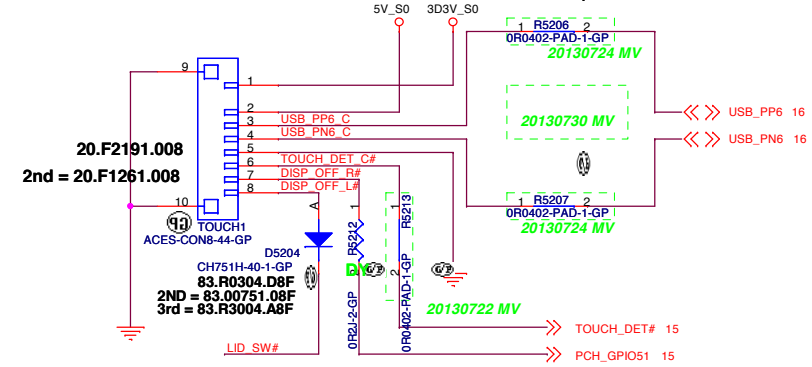 5V_S0
3D3V_S0
R5206
1 2
0R0402-PAD-1-GP
20130724 MV
9
1
2
3 USB_PP6_C
4 USB_PN6_C
5
6 TOUCH_DET_C#
7 DISP_OFF_R#
8 DISP_OFF_L#
10
20.F2191.008
2nd = 20.F1261.008
TOUCH1
ACES-CON8-44-GP
20130730 MV
USB_PP6 16
USB_PN6 16
R5207
1 2
0R0402-PAD-1-GP
20130724 MV
A
D5204
CH751H-40-1-GP
83.R0304.D8F
2ND = 83.00751.08F
3rd = 83.R3004.A8F
LID_SW#
1
R5212
DY
0R2J-2-GP
1
R5213
2
0R0402-PAD-1-GP
20130722 MV
TOUCH_DET# 15
PCH_GPIO51 15